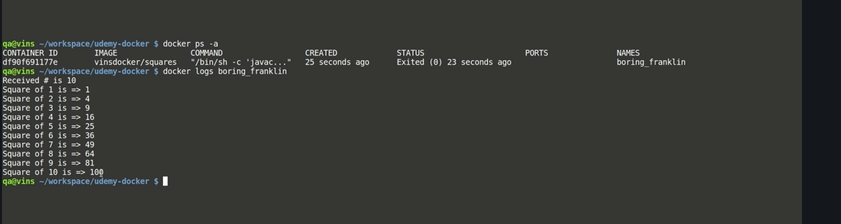 qa@vins ~/workspace/udemy-docker $ docker ps -a
CONTAINER ID        IMAGE               COMMAND                  CREATED             STATUS                      PORTS               NAMES
df90f691177e        vinsdocker/squares   "/bin/sh -c 'javac..."   25 seconds ago      Exited (0) 23 seconds ago                       boring_franklin
qa@vins ~/workspace/udemy-docker $ docker logs boring_franklin
Received # is 10
Square of 1 is => 1
Square of 2 is => 4
Square of 3 is => 9
Square of 4 is => 16
Square of 5 is => 25
Square of 6 is => 36
Square of 7 is => 49
Square of 8 is => 64
Square of 9 is => 81
Square of 10 is => 100
qa@vins ~/workspace/udemy-docker $